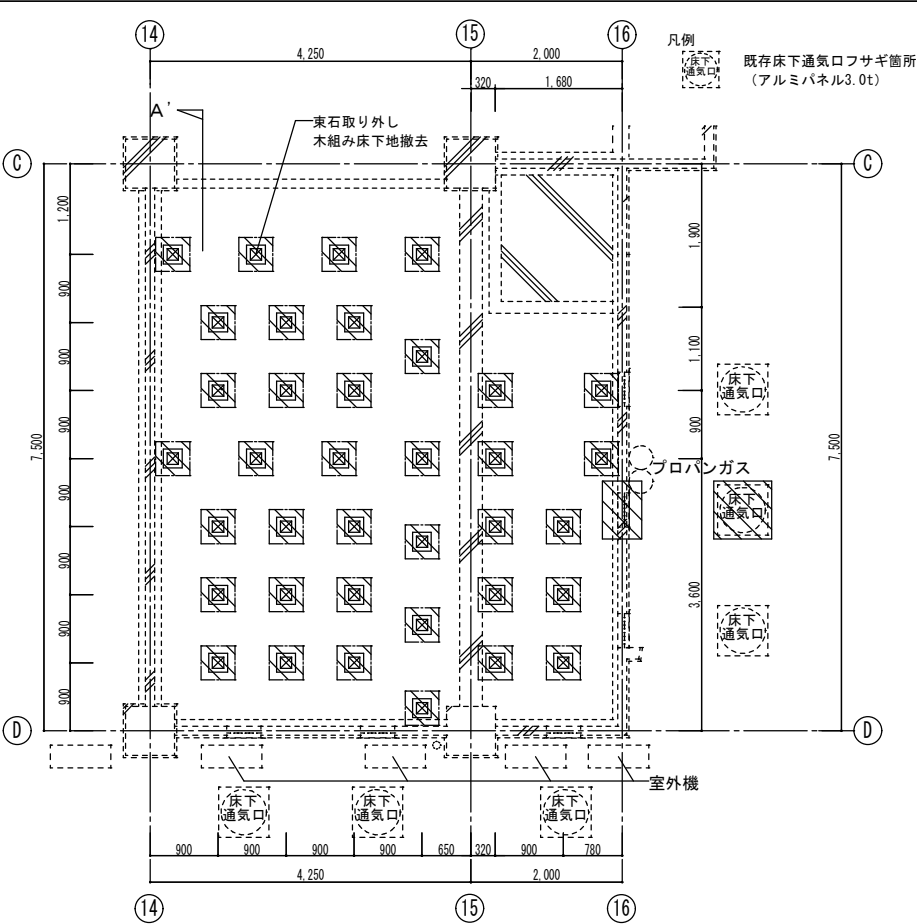 14
15
16
凡例
床下
通気口
既存床下通気口フサギ箇所
(アルミパネル3.0t)
4,250
2,000
320
1,680
A'
束石取り外し
木組み床下地撤去
C
C
1,200
900
900
900
900
900
900
900
7,500
1,900
1,100
900
3,600
7,500
床下
通気口
プロパンガス
床下
通気口
床下
通気口
D
D
室外機
床下
通気口
床下
通気口
床下
通気口
900
900
900
900
650
320
900
780
4,250
2,000
14
15
16